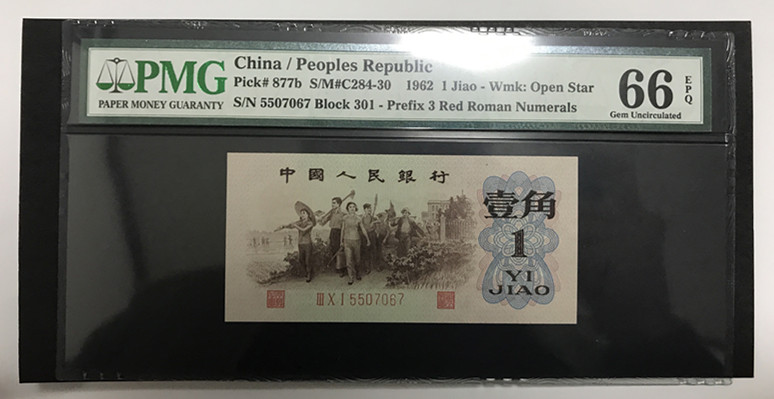 PMG
PAPER MONEY GUARANTY
China / Peoples Republic
Pick# 877b S/M#C284-30 1962 1 Jiao - Wmk: Open Star
S/N 5507067 Block 301 - Prefix 3 Red Roman Numerals
66 EPQ
Gem Uncirculated
中國人民銀行
壹角
1
YI
JIAO
ⅢⅩⅠ5507067